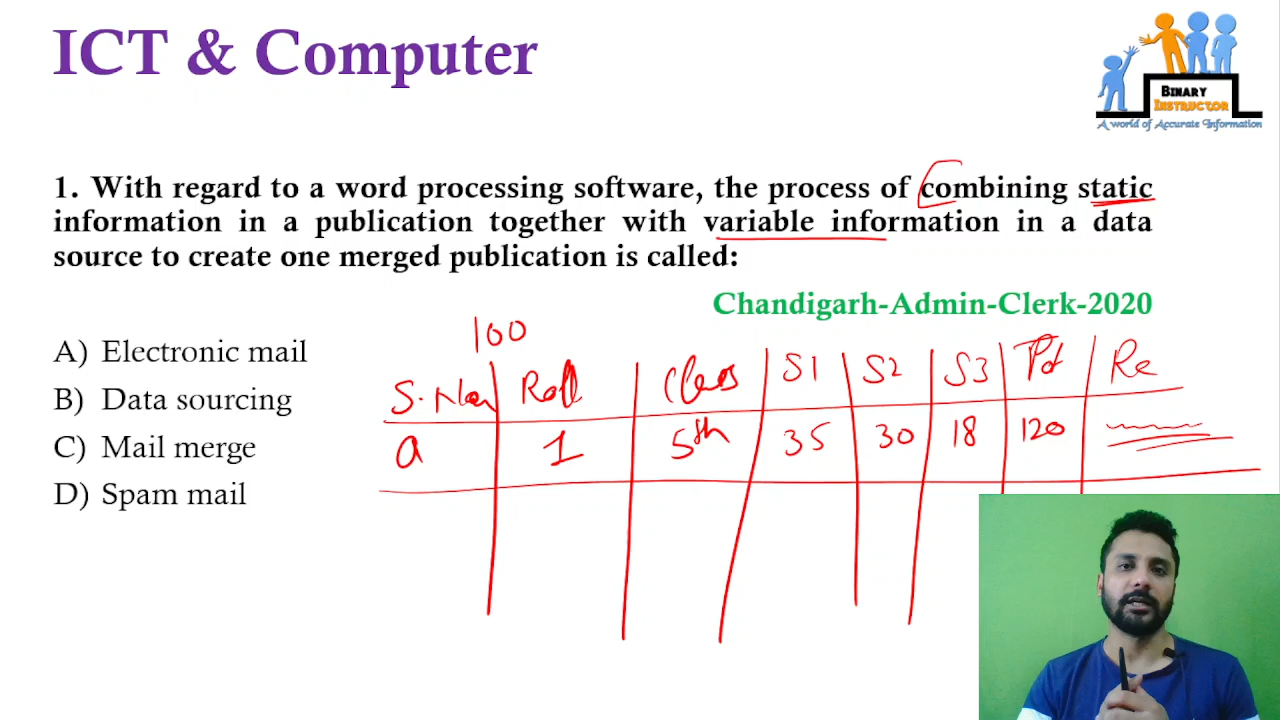 ICT & Computer
BINARY
INSTRUCTOR
A world of Accurate Information
1. With regard to a word processing software, the process of combining static
information in a publication together with variable information in a data
source to create one merged publication is called:
Chandigarh-Admin-Clerk-2020
A) Electronic mail
B) Data sourcing
C) Mail merge
D) Spam mail
100
S. Roll Class S1 S2 S3 Re
a 1 5th 35 30 18 120